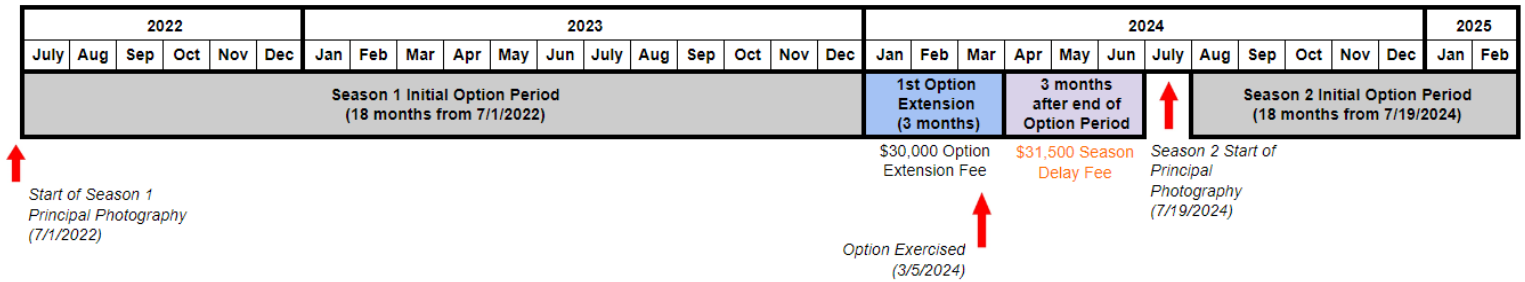 2022 2023 2024 2025
July Aug Sep Oct Nov Dec Jan Feb Mar Apr May Jun July Aug Sep Oct Nov Dec Jan Feb Mar Apr May Jun July Aug Sep Oct Nov Dec Jan Feb
Season 1 Initial Option Period
(18 months from 7/1/2022)
1st Option
Extension
(3 months)
3 months
after end of
Option Period
Season 2 Initial Option Period
(18 months from 7/19/2024)
$30,000 Option
Extension Fee
$31,500 Season
Delay Fee
Season 2 Start of
Principal
Photography
(7/19/2024)
Start of Season 1
Principal Photography
(7/1/2022)
Option Exercised
(3/5/2024)